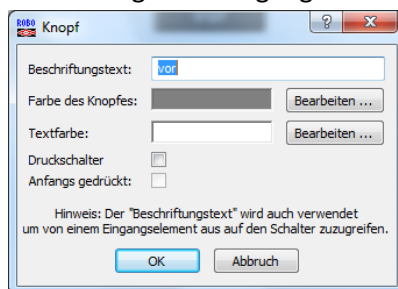 ROBO
Knopf
?
X
Beschriftungstext: vor
Farbe des Knopfes: Bearbeiten ...
Textfarbe: Bearbeiten ...
Druckschalter
Anfangs gedrückt:
Hinweis: Der "Beschriftungstext" wird auch verwendet
um von einem Eingangselement aus auf den Schalter zuzugreifen.
OK Abbruch